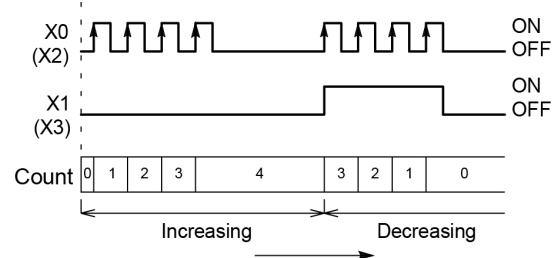 X0 ON
(X2) OFF
X1 ON
(X3) OFF
Count 0 1 2 3 4 3 2 1 0
Increasing Decreasing